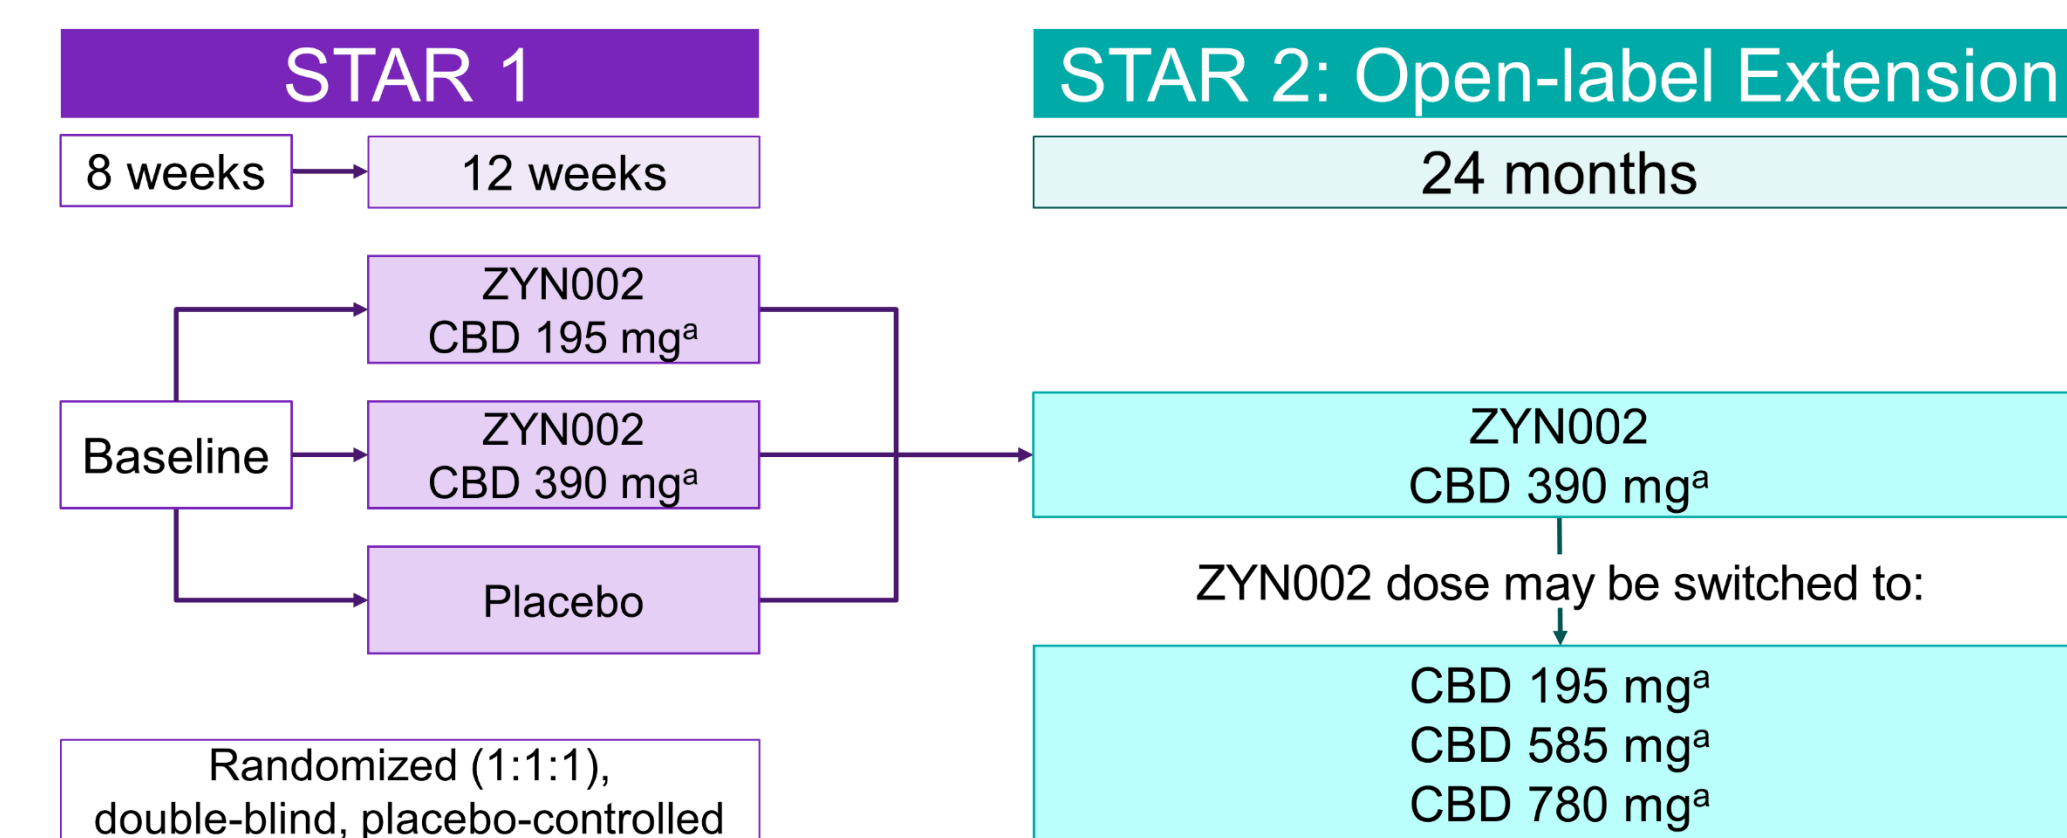 STAR 1
STAR 2: Open-label Extension
8 weeks
12 weeks
24 months
Baseline
ZYN002
CBD 195 mgᵃ
ZYN002
CBD 390 mgᵃ
Placebo
ZYN002
CBD 390 mgᵃ
ZYN002 dose may be switched to:
CBD 195 mgᵃ
CBD 585 mgᵃ
CBD 780 mgᵃ
Randomized (1:1:1),
double-blind, placebo-controlled